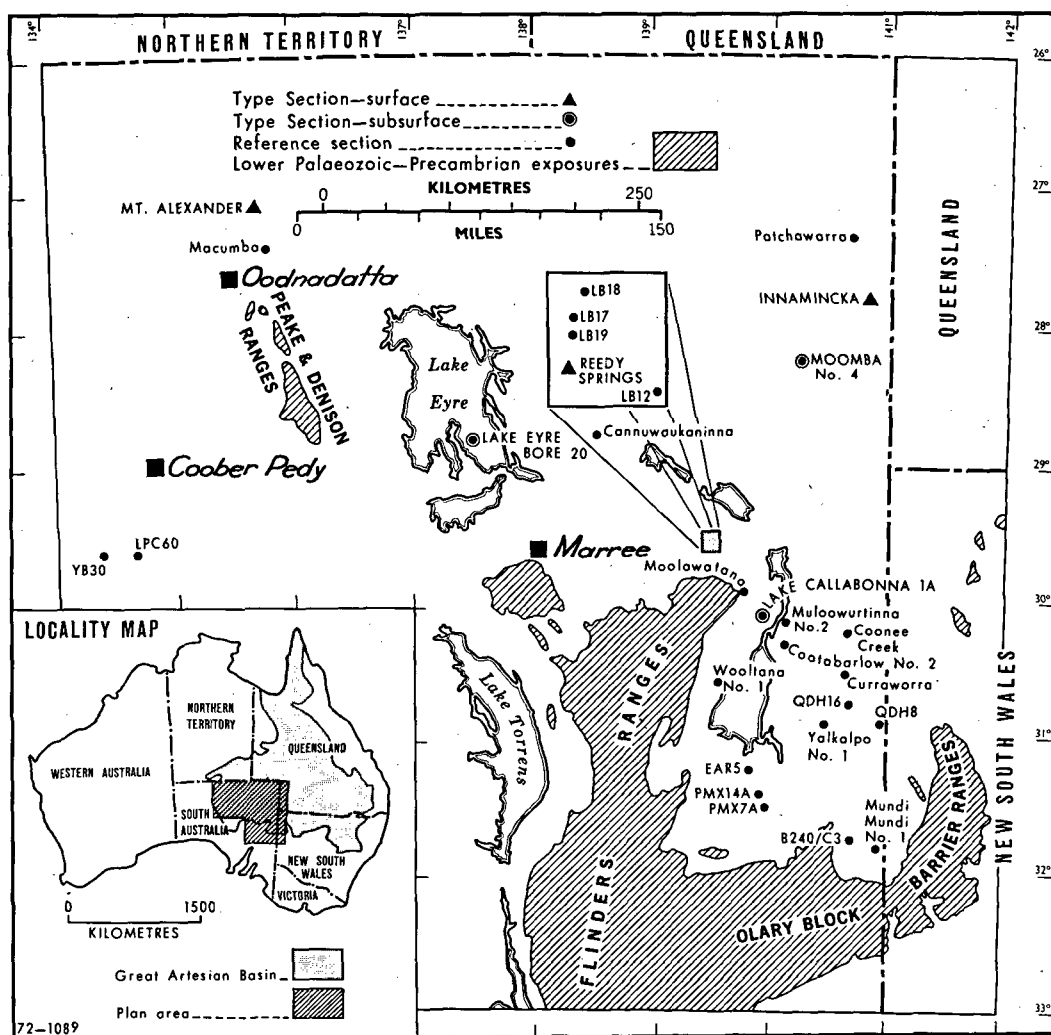 134°
137°
138°
139°
141°
142°
NORTHERN TERRITORY
QUEENSLAND
26°
Type Section—surface
Type Section—subsurface
Reference section
Lower Palaeozoic—Precambrian exposures
27°
KILOMETRES
0
250
0
MILES
150
MT. ALEXANDER
Macumba
Oodnadatta
Patchawarra
QUEENSLAND
INNAMINCKA
28°
MOOMBA
No. 4
PEAKE & DENISON
RANGES
Lake
Eyre
LB18
LB17
LB19
REEDY
SPRINGS
LB12
Cannuwaukaninna
LAKE EYRE
BORE 20
29°
Coober Pedy
LPC60
YB30
Marree
Moolawatana
30°
LAKE CALLABONNA 1A
Muloowurtinna
No.2
Coonee
Creek
Cootabarlow No. 2
Curraworra
Wooltana
No. 1
QDH16
QDH8
Yalkalpo
No. 1
31°
Lake Torrens
FLINDERS RANGES
EAR5
PMX14A
PMX7A
Mundi
Mundi
No. 1
B240/C3
BARRIER RANGES
NEW SOUTH WALES
32°
OLARY BLOCK
33°
LOCALITY MAP
NORTHERN
TERRITORY
QUEENSLAND
WESTERN AUSTRALIA
SOUTH
AUSTRALIA
NEW SOUTH
WALES
VICTORIA
0
1500
KILOMETRES
Great Artesian Basin
Plan area
72-1089